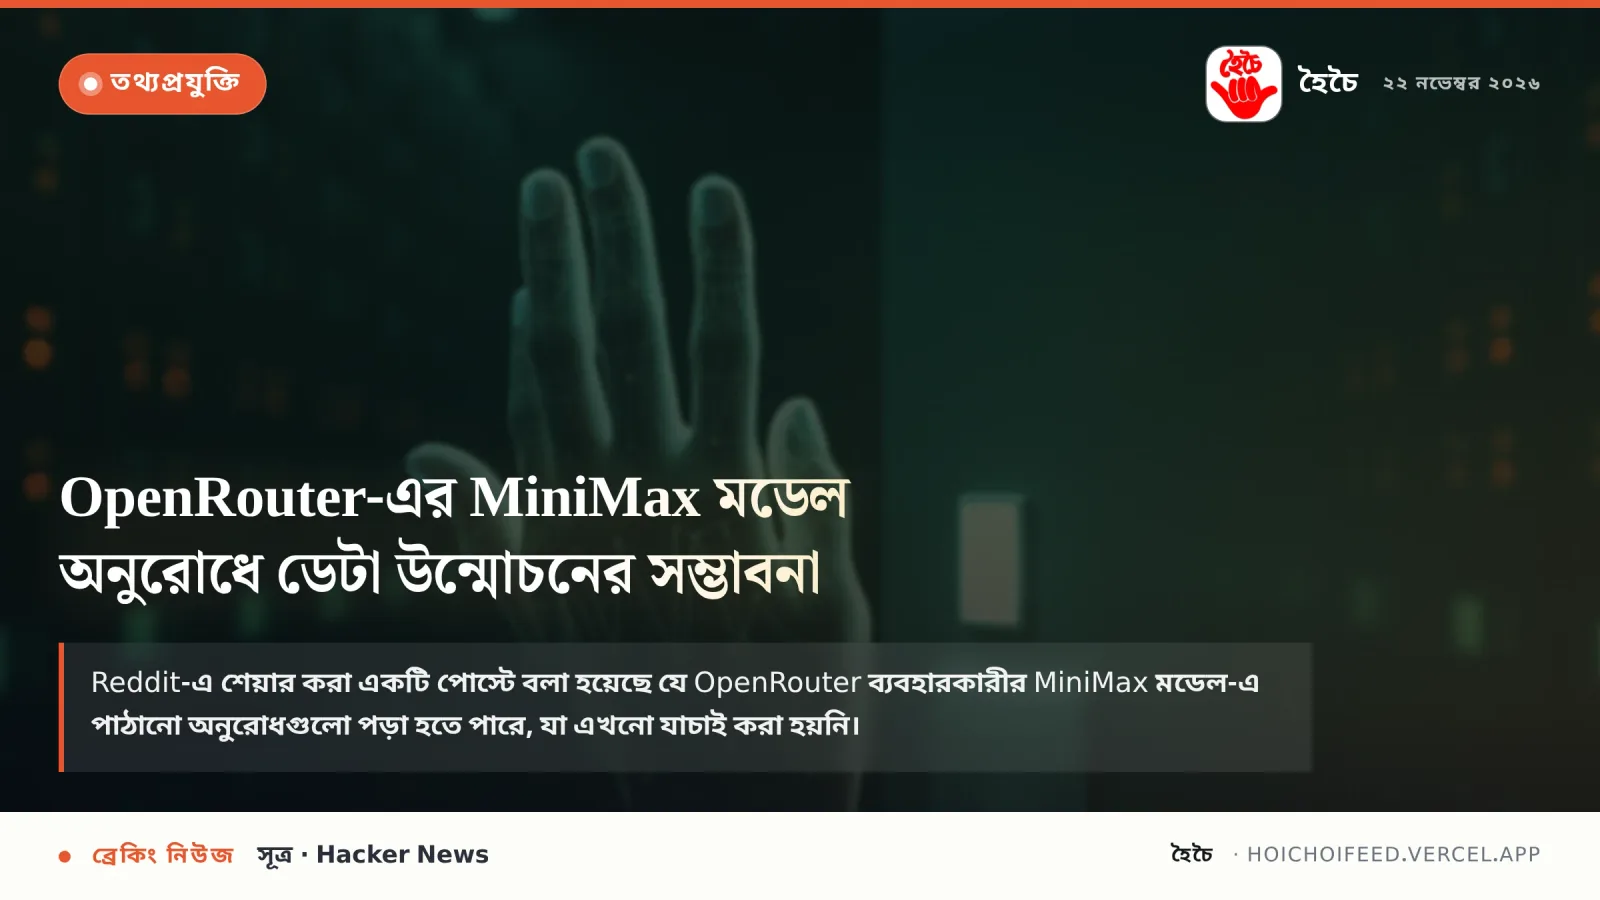 তথ্যপ্রযুক্তি
হৈচৈ
হৈচৈ
২২ নভেম্বর ২০২৬
OpenRouter-এর MiniMax মডেল
অনুরোধে ডেটা উন্মোচনের সম্ভাবনা
Reddit-এ শেয়ার করা একটি পোস্টে বলা হয়েছে যে OpenRouter ব্যবহারকারীর MiniMax মডেল-এ
পাঠানো অনুরোধগুলো পড়া হতে পারে, যা এখনো যাচাই করা হয়নি।
ব্রেকিং নিউজ সূত্র · Hacker News
হৈচৈ · HOICHOIFEED.VERCEL.APP